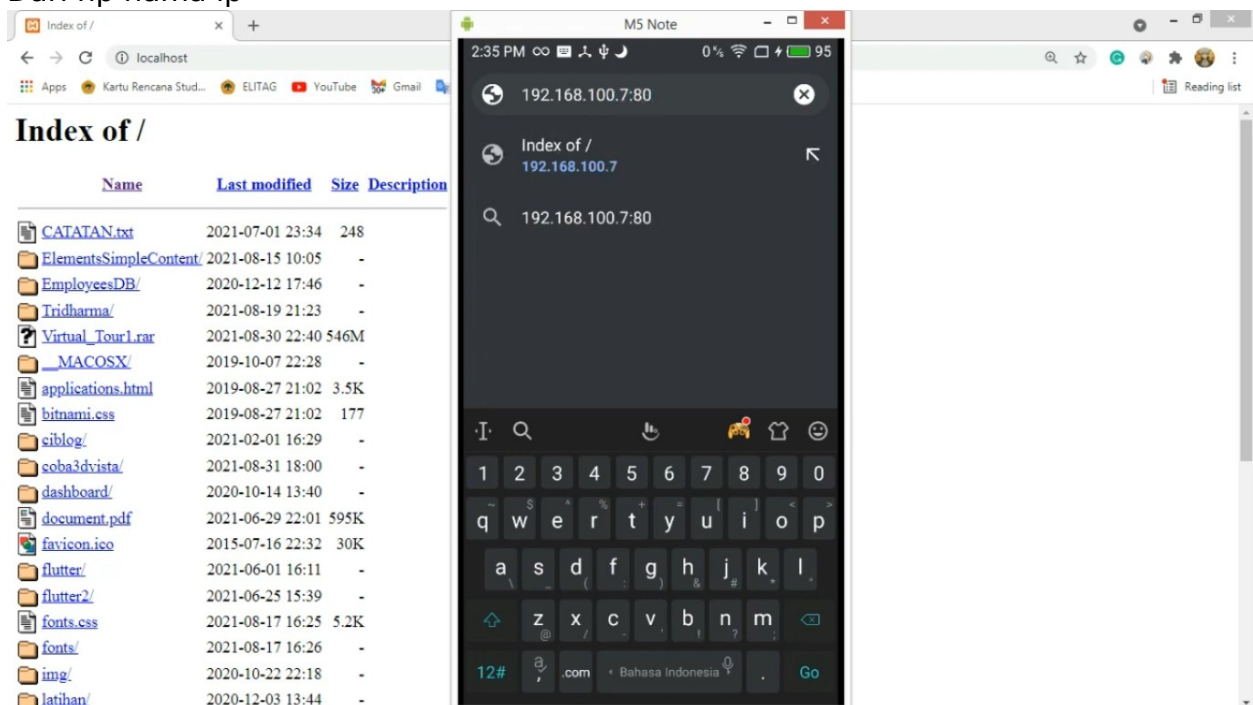 Dari hp nama ip
Index of /
localhost
Apps
Kartu Rencana Stud...
ELITAG
YouTube
Gmail
Reading list
Index of /
Name Last modified Size Description
CATATAN.txt 2021-07-01 23:34 248
ElementsSimpleContent/ 2021-08-15 10:05 -
EmployeesDB/ 2020-12-12 17:46 -
Tridharma/ 2021-08-19 21:23 -
Virtual_Tour1.rar 2021-08-30 22:40 546M
__MACOSX/ 2019-10-07 22:28 -
applications.html 2019-08-27 21:02 3.5K
bitnami.css 2019-08-27 21:02 177
ciblog/ 2021-02-01 16:29 -
coba3dvista/ 2021-08-31 18:00 -
dashboard/ 2020-10-14 13:40 -
document.pdf 2021-06-29 22:01 595K
favicon.ico 2015-07-16 22:32 30K
flutter/ 2021-06-01 16:11 -
flutter2/ 2021-06-25 15:39 -
fonts.css 2021-08-17 16:25 5.2K
fonts/ 2021-08-17 16:26 -
img/ 2020-10-22 22:18 -
latihan/ 2020-12-03 13:44 -
M5 Note
2:35 PM 0% 95
192.168.100.7:80
Index of /
192.168.100.7
192.168.100.7:80
1 2 3 4 5 6 7 8 9 0
q w e r t y u i o p
a s d f g h j k l
z x c v b n m
12# , .com Bahasa Indonesia . Go